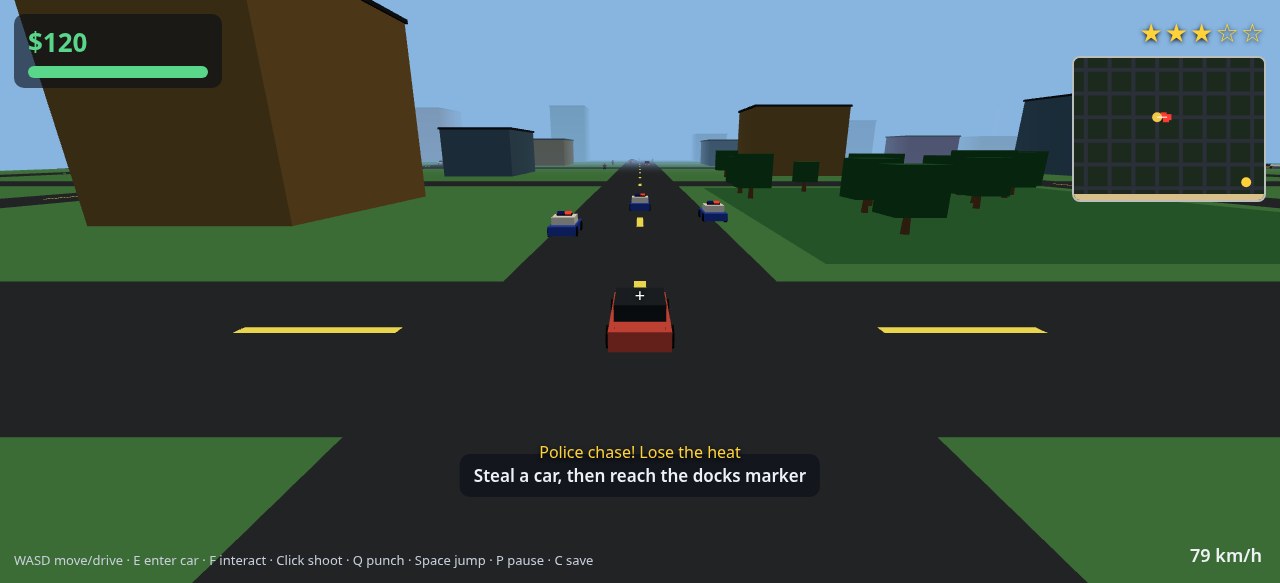 $120
★★★☆☆
Police chase! Lose the heat
Steal a car, then reach the docks marker
WASD move/drive · E enter car · F interact · Click shoot · Q punch · Space jump · P pause · C save
79 km/h